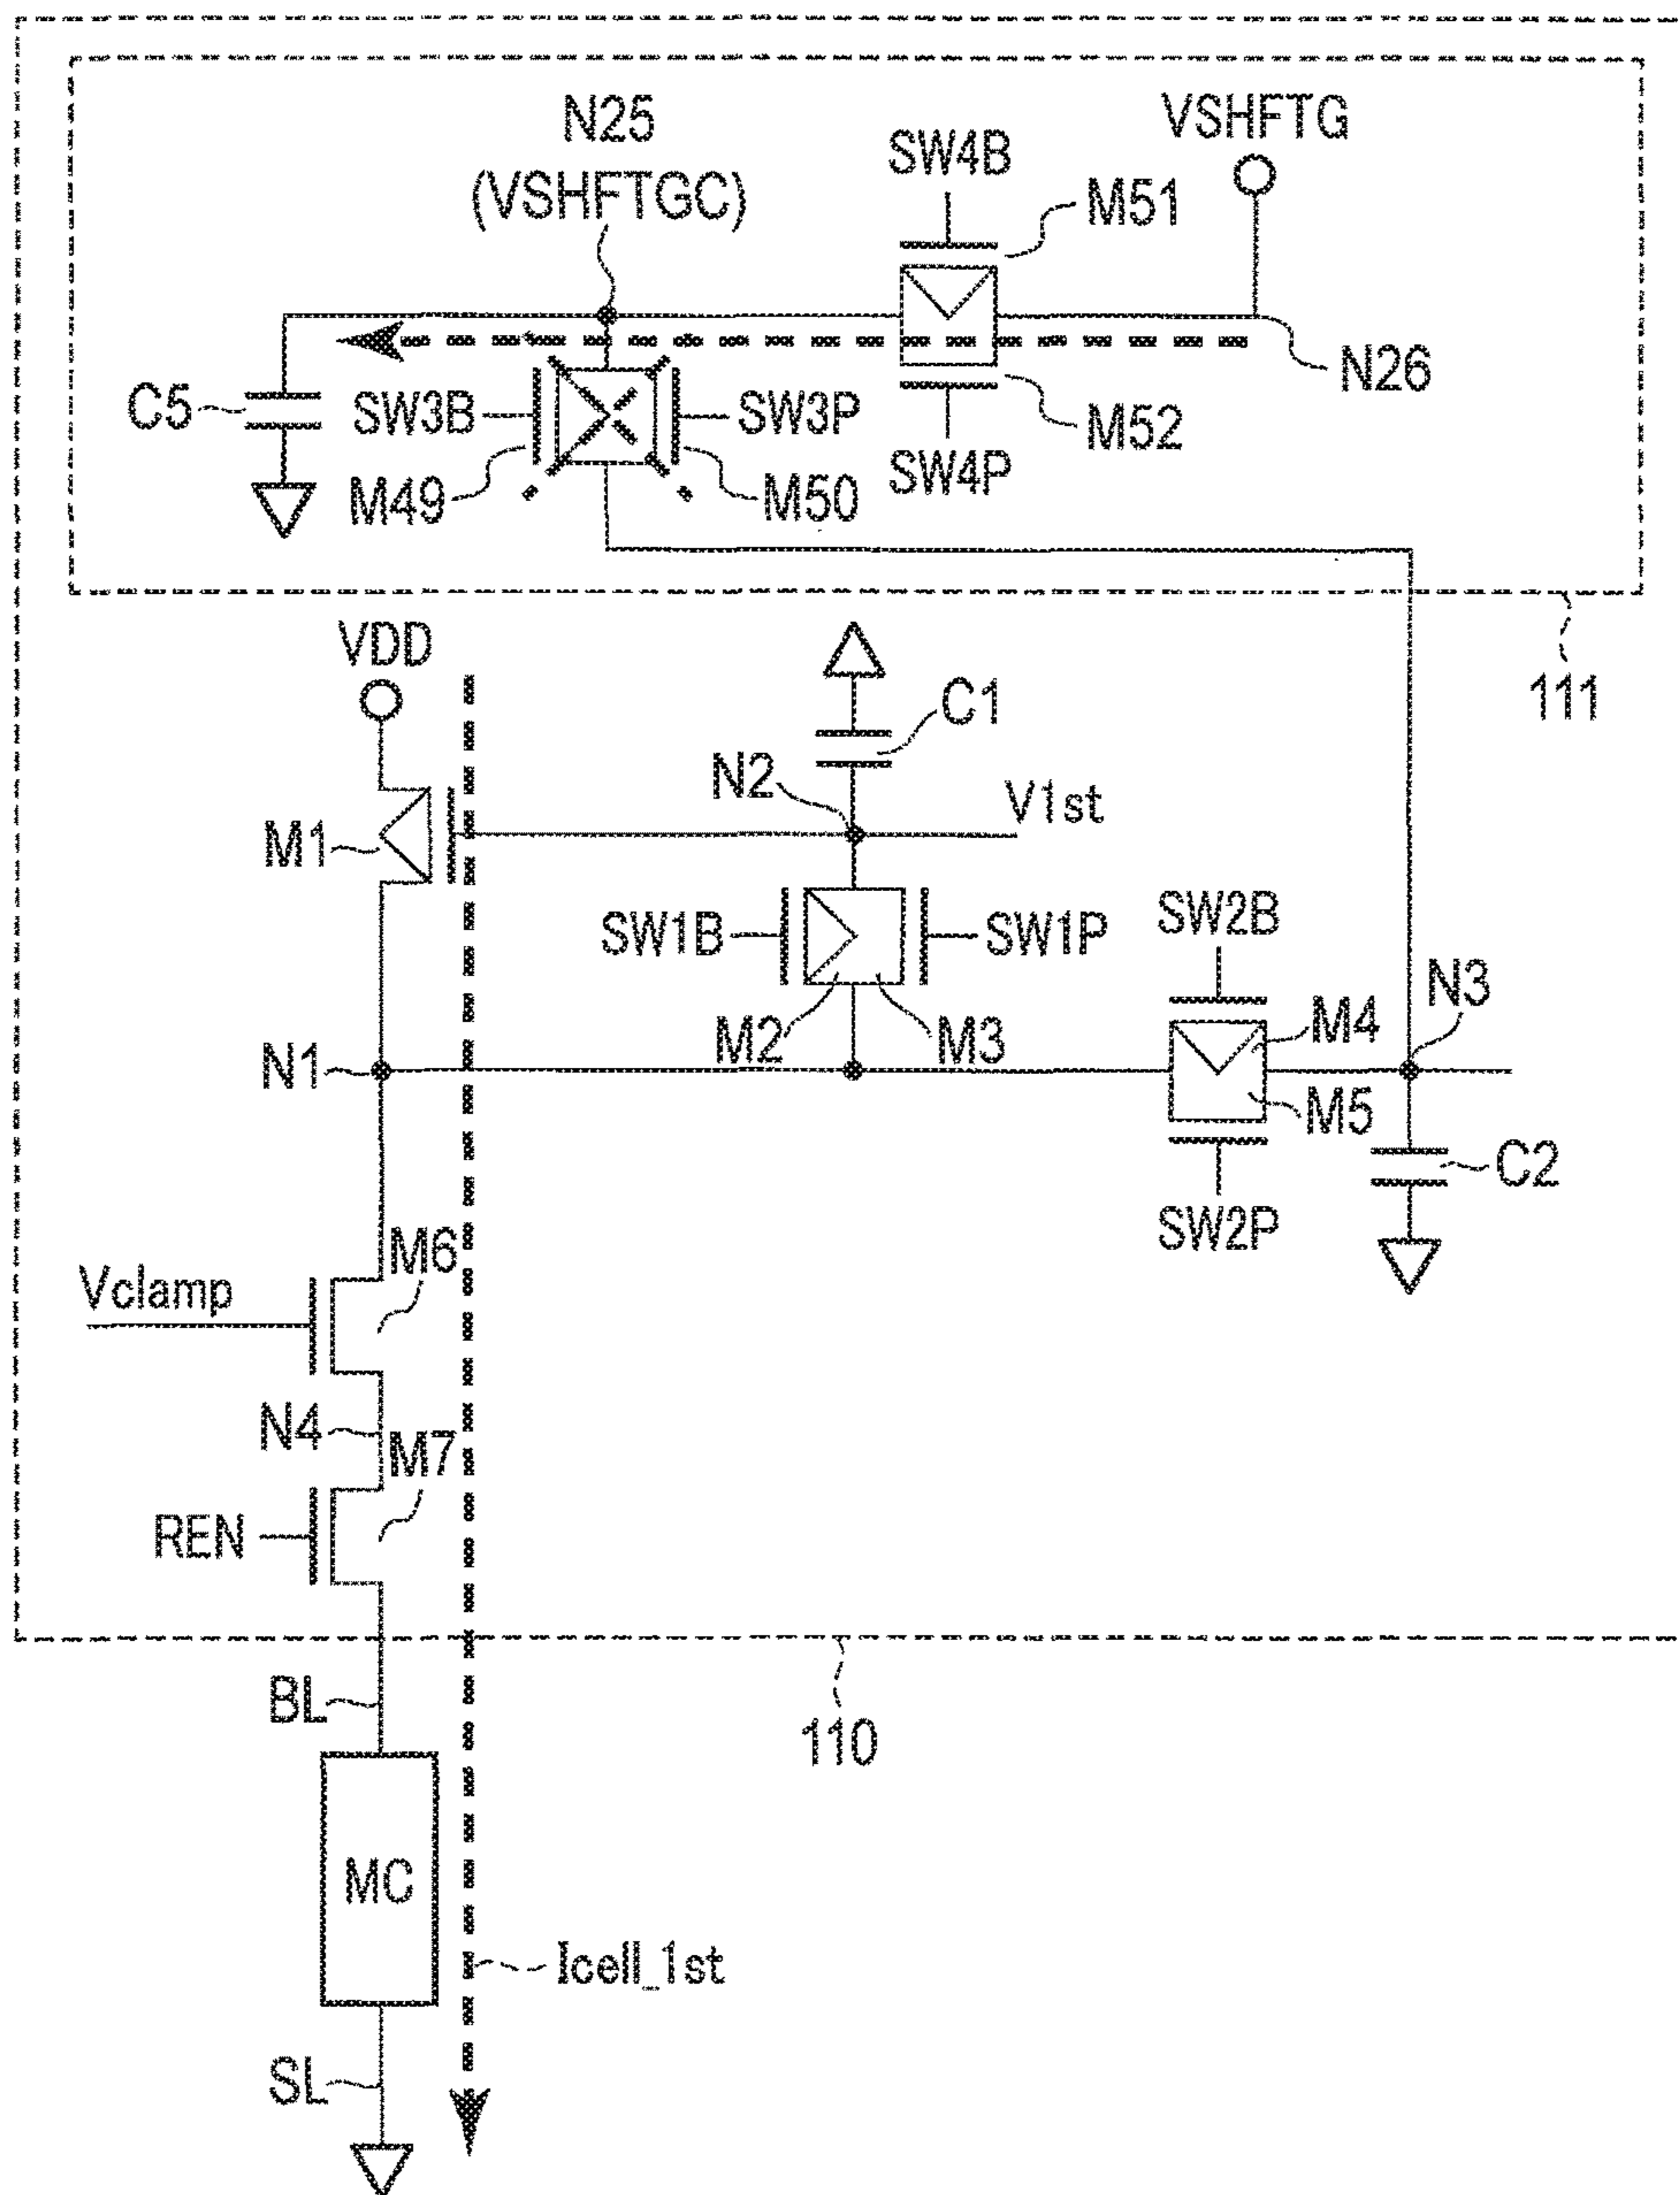 N25
(VSHFTGC)
SW4B
VSHFTG
M51
N26
C5
SW3B
SW3P
M52
M49
M50
SW4P
VDD
C1
111
N2
V1st
M1
SW1B
SW1P
SW2B
N3
M2
M3
M4
N1
M5
C2
SW2P
M6
Vclamp
N4
M7
REN
BL
110
MC
Icell_1st
SL